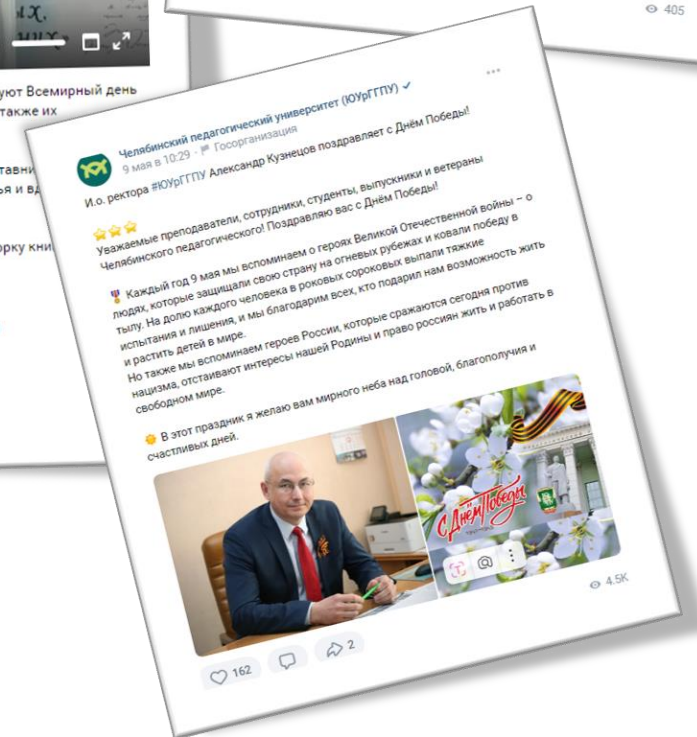 ых,
405
уют Всемирный день
также их
ья и вд
орку кни
Челябинский педагогический университет (ЮУрГГПУ)
9 мая в 10:29 · Госорганизация
И.о. ректора #ЮУрГГПУ Александр Кузнецов поздравляет с Днём Победы!
Уважаемые преподаватели, сотрудники, студенты, выпускники и ветераны
Челябинского педагогического! Поздравляю вас с Днём Победы!
Каждый год 9 мая мы вспоминаем о героях Великой Отечественной войны – о
людях, которые защищали свою страну на огневых рубежах и ковали победу в
тылу. На долю каждого человека в роковых сороковых выпали тяжкие
испытания и лишения, и мы благодарим всех, кто подарил нам возможность жить
и растить детей в мире.
Но также мы вспоминаем героев России, которые сражаются сегодня против
нацизма, отстаивают интересы нашей Родины и право россиян жить и работать в
свободном мире.
В этот праздник я желаю вам мирного неба над головой, благополучия и
счастливых дней.
С Днём Победы
4.5K
162
2